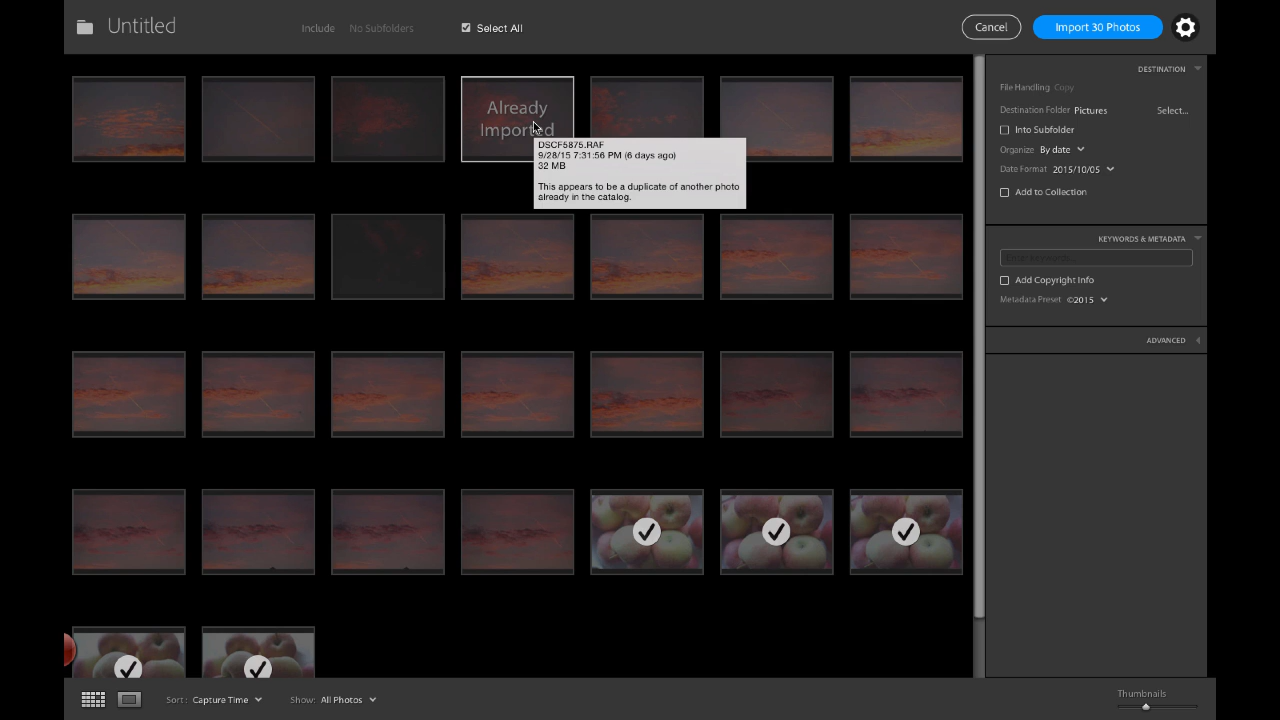 Untitled
Include No Subfolders
Select All
Cancel
Import 30 Photos
Already
Imported
DSCF5875.RAF
9/28/15 7:31:56 PM (6 days ago)
32 MB
This appears to be a duplicate of another photo
already in the catalog.
DESTINATION
File Handling Copy
Destination Folder Pictures Select...
Into Subfolder
Organize By date
Date Format 2015/10/05
Add to Collection
KEYWORDS & METADATA
Enter Keywords...
Add Copyright Info
Metadata Preset ©2015
ADVANCED
Sort: Capture Time
Show: All Photos
Thumbnails